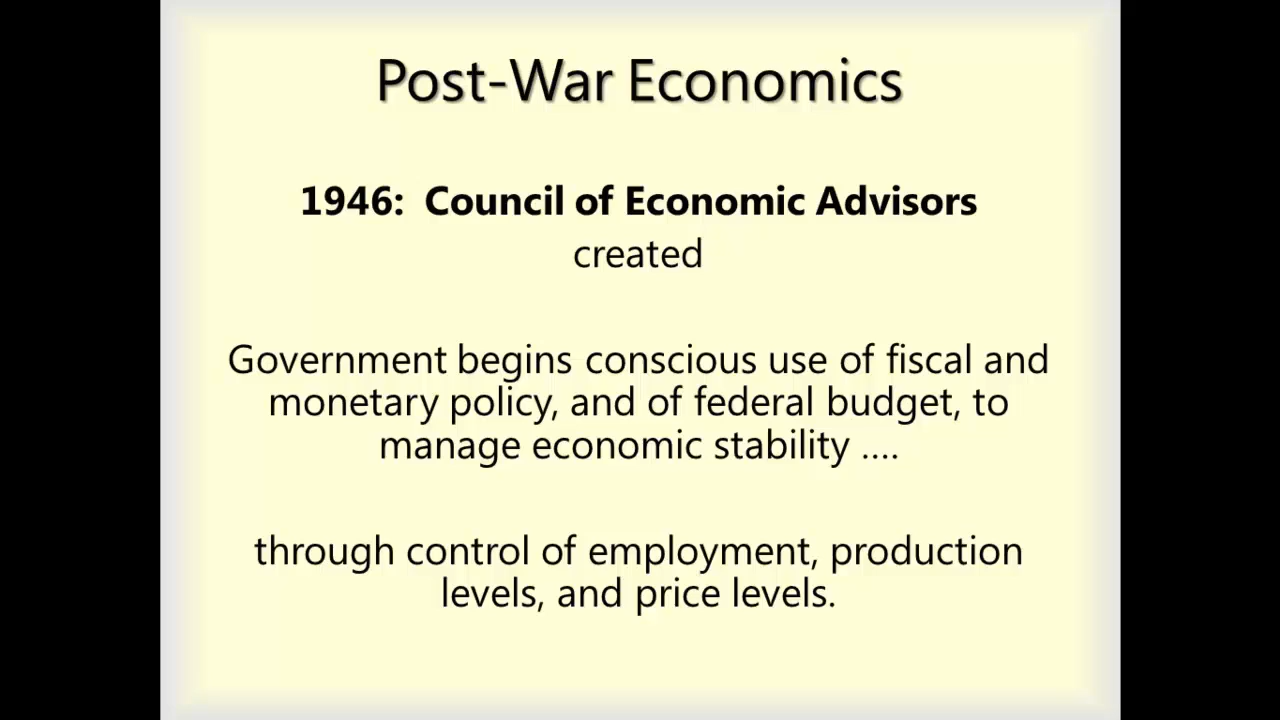 Post-War Economics
1946:  Council of Economic Advisors
created
Government begins conscious use of fiscal and
monetary policy, and of federal budget, to
manage economic stability ....
through control of employment, production
levels, and price levels.